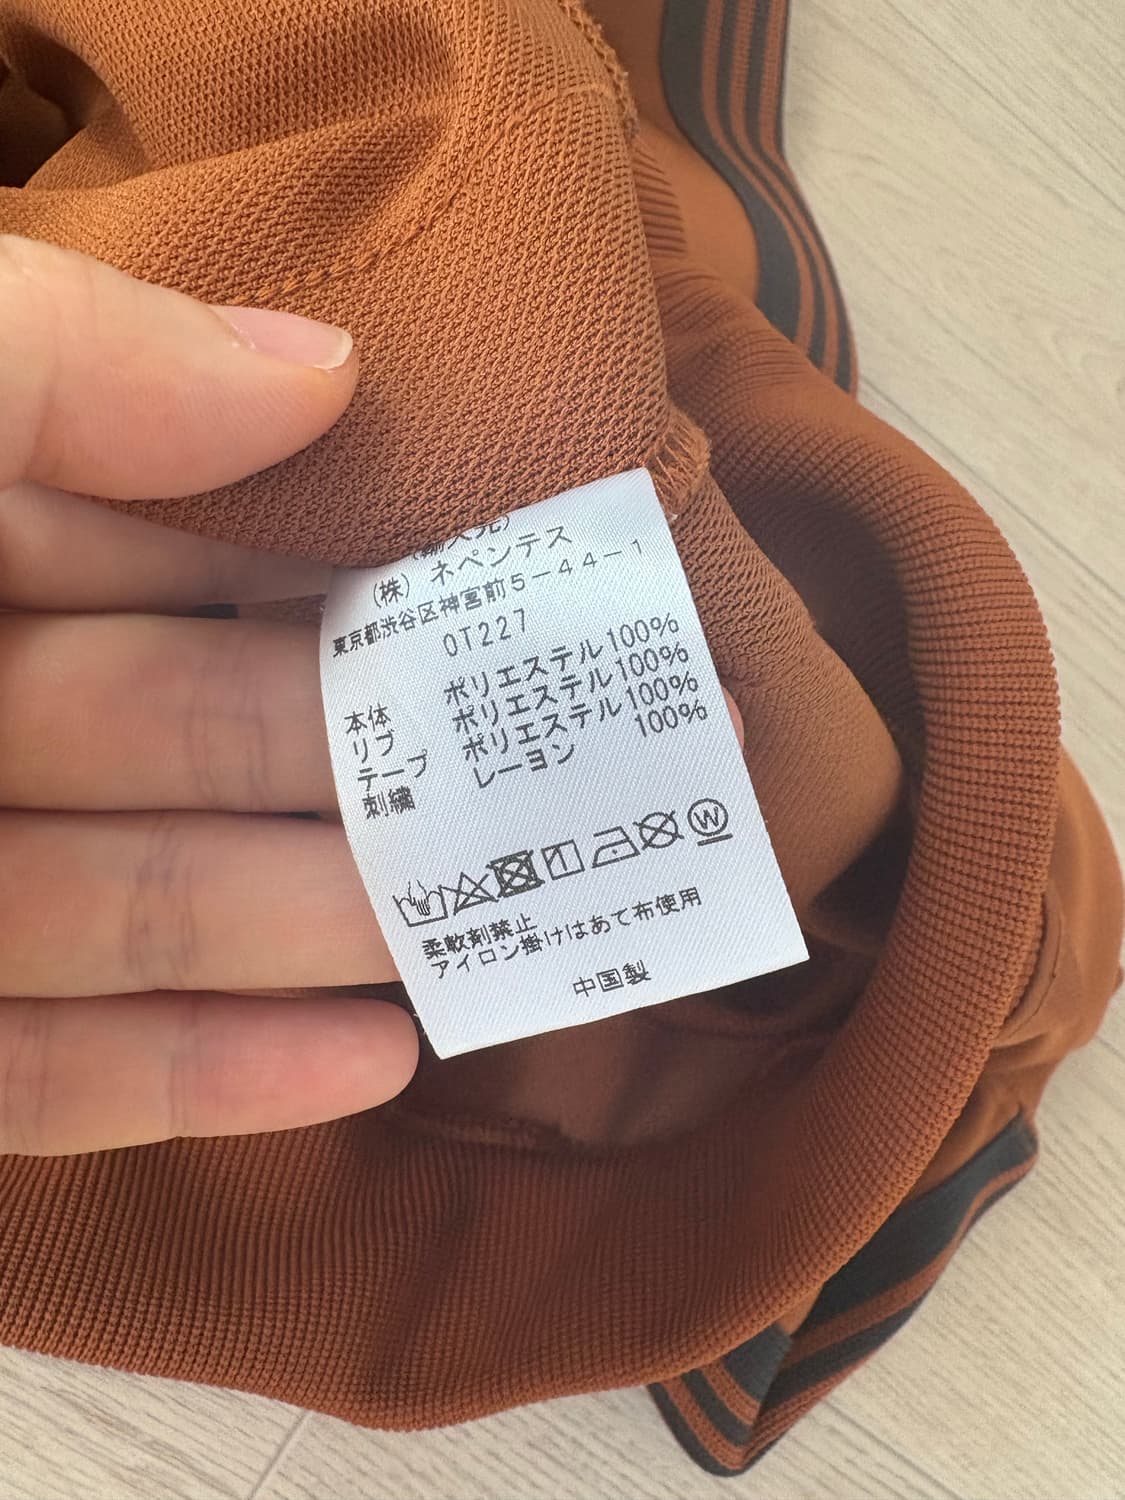 (輸入元)
(株) ネペンテス
東京都渋谷区神宮前5-44-1
OT227
本体 ポリエステル100%
リブ ポリエステル100%
テープ ポリエステル100%
刺繍 レーヨン 100%
W
柔軟剤禁止
アイロン掛けはあて布使用
中国製